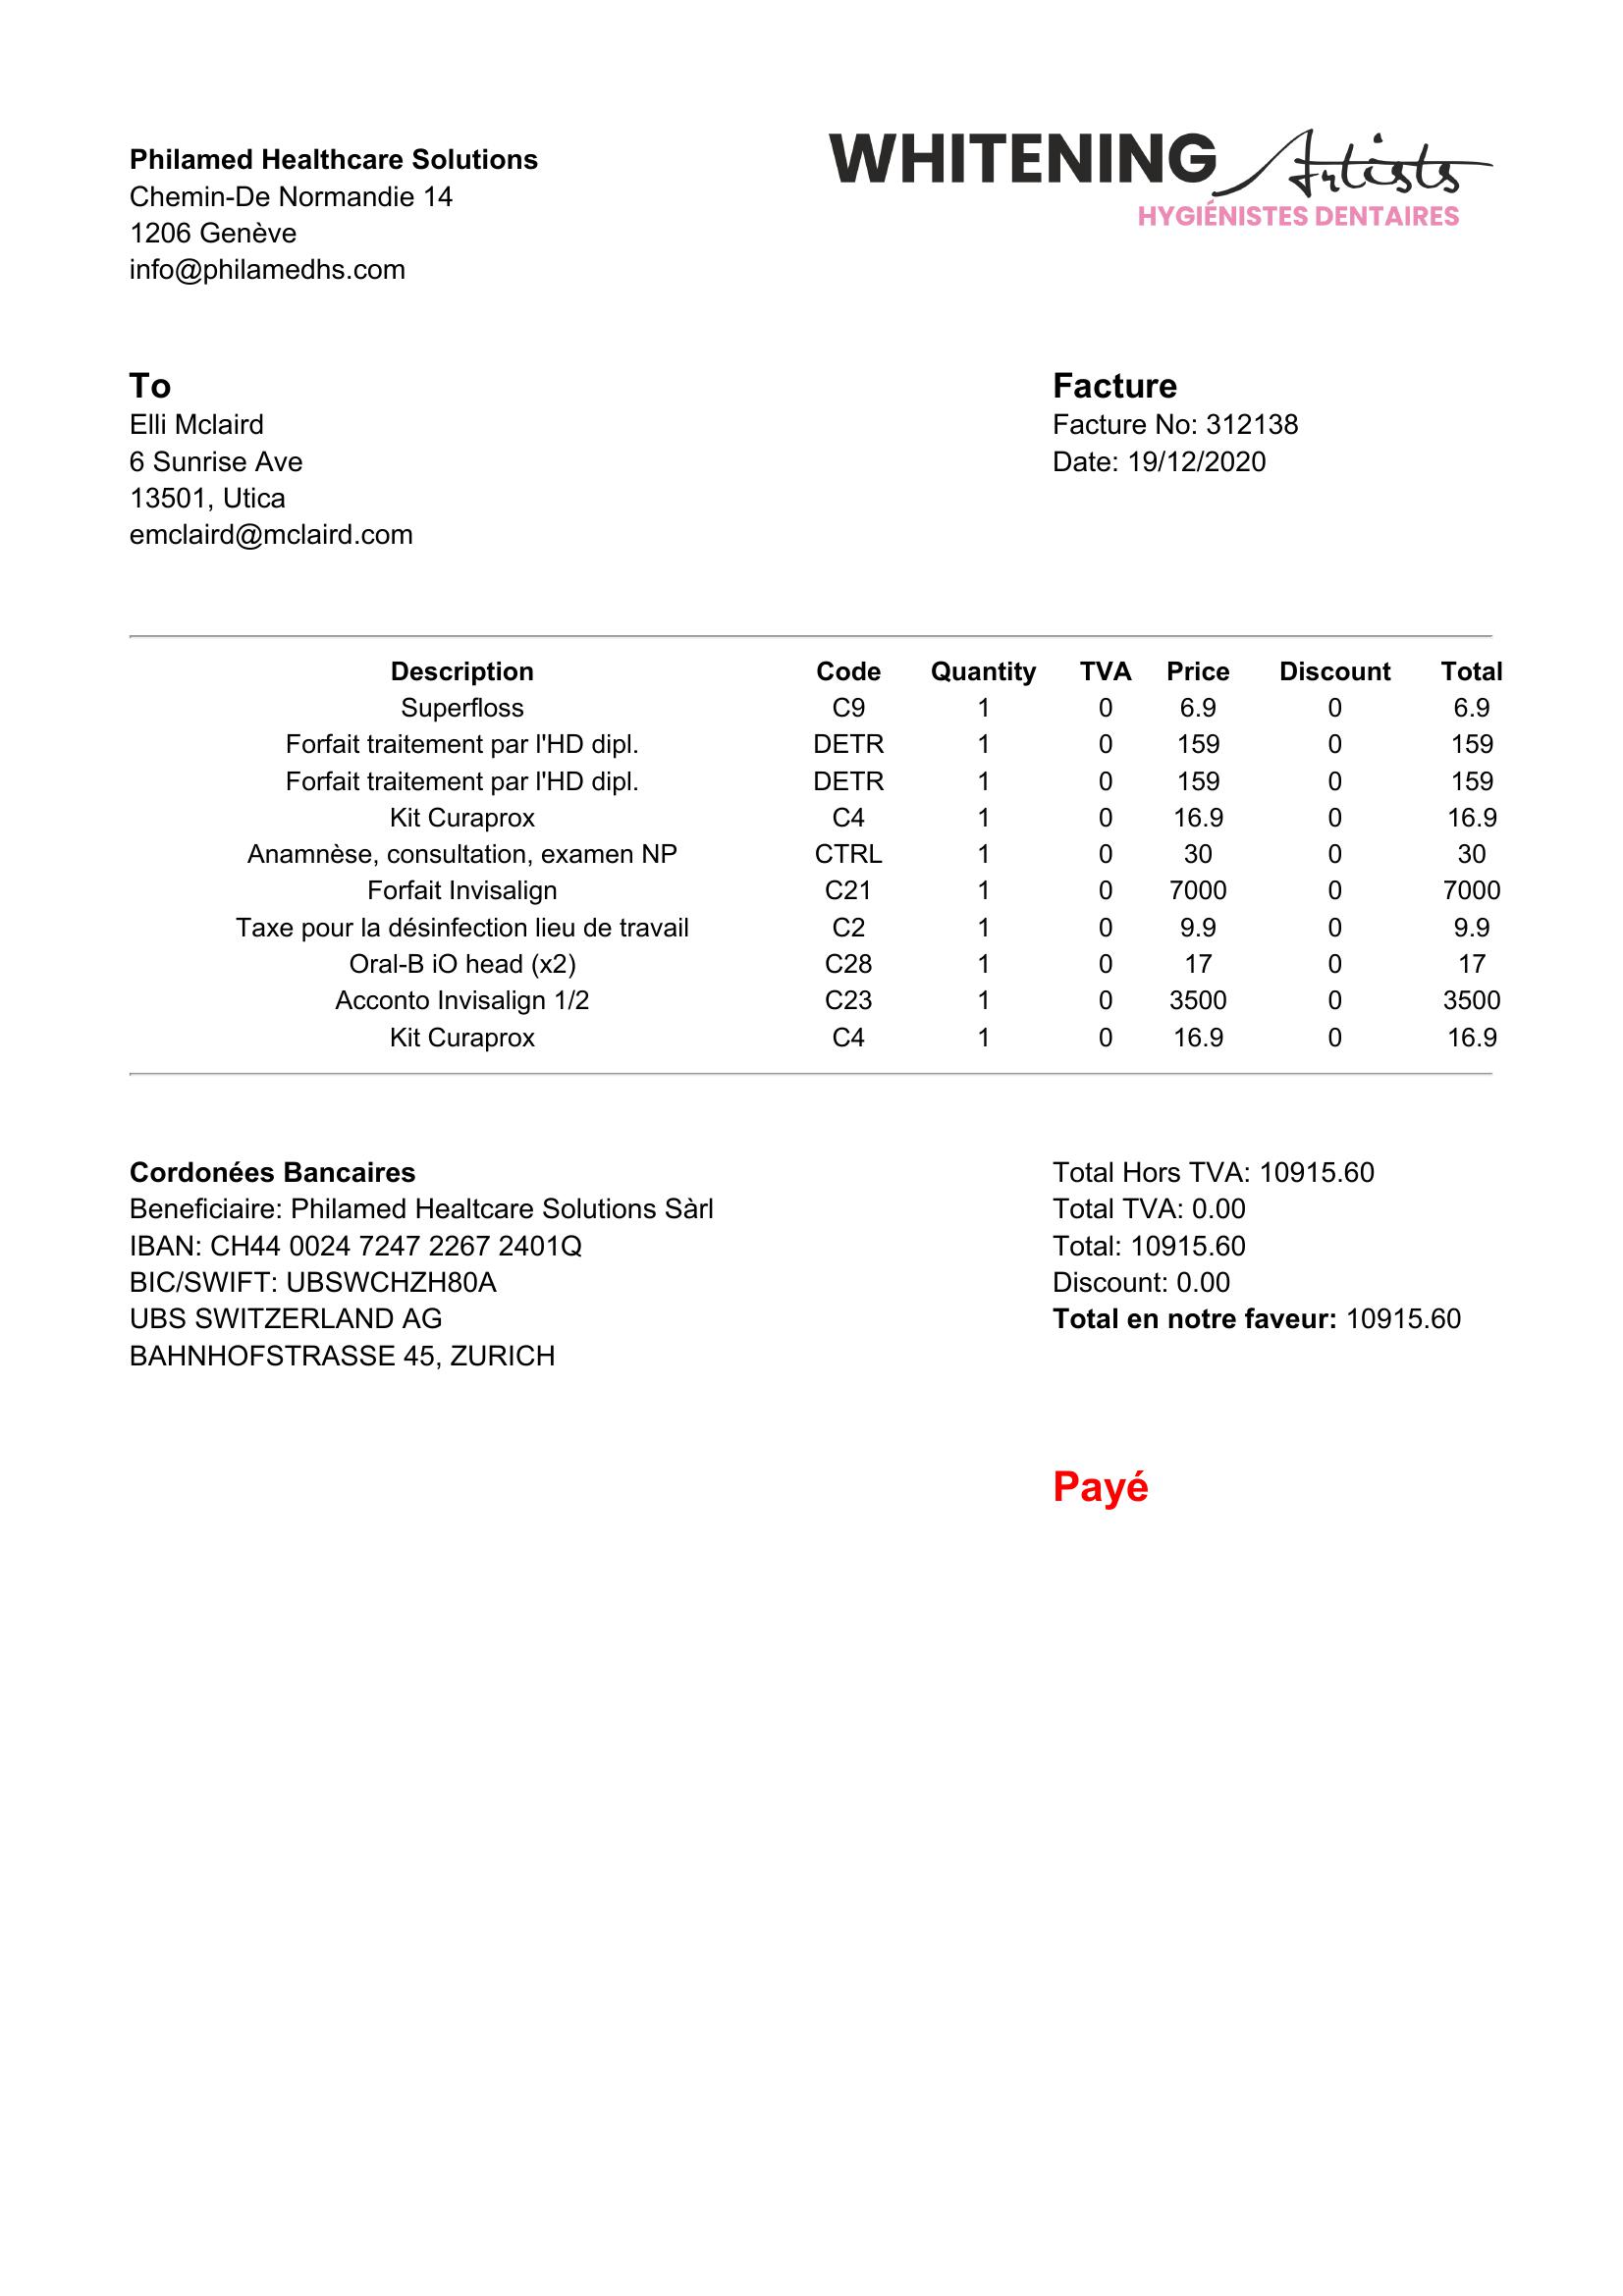 Philamed Healthcare Solutions
Chemin-De Normandie 14
1206 Genève
info@philamedhs.com
WHITENING Artists
HYGIÉNISTES DENTAIRES
To
Elli Mclaird
6 Sunrise Ave
13501, Utica
emclaird@mclaird.com
Facture
Facture No: 312138
Date: 19/12/2020
Description Code Quantity TVA Price Discount Total
Superfloss C9 1 0 6.9 0 6.9
Forfait traitement par l'HD dipl. DETR 1 0 159 0 159
Forfait traitement par l'HD dipl. DETR 1 0 159 0 159
Kit Curaprox C4 1 0 16.9 0 16.9
Anamnèse, consultation, examen NP CTRL 1 0 30 0 30
Forfait Invisalign C21 1 0 7000 0 7000
Taxe pour la désinfection lieu de travail C2 1 0 9.9 0 9.9
Oral-B iO head (x2) C28 1 0 17 0 17
Acconto Invisalign 1/2 C23 1 0 3500 0 3500
Kit Curaprox C4 1 0 16.9 0 16.9
Cordonées Bancaires
Beneficiaire: Philamed Healtcare Solutions Sàrl
IBAN: CH44 0024 7247 2267 2401Q
BIC/SWIFT: UBSWCHZH80A
UBS SWITZERLAND AG
BAHNHOFSTRASSE 45, ZURICH
Total Hors TVA: 10915.60
Total TVA: 0.00
Total: 10915.60
Discount: 0.00
Total en notre faveur: 10915.60
Payé